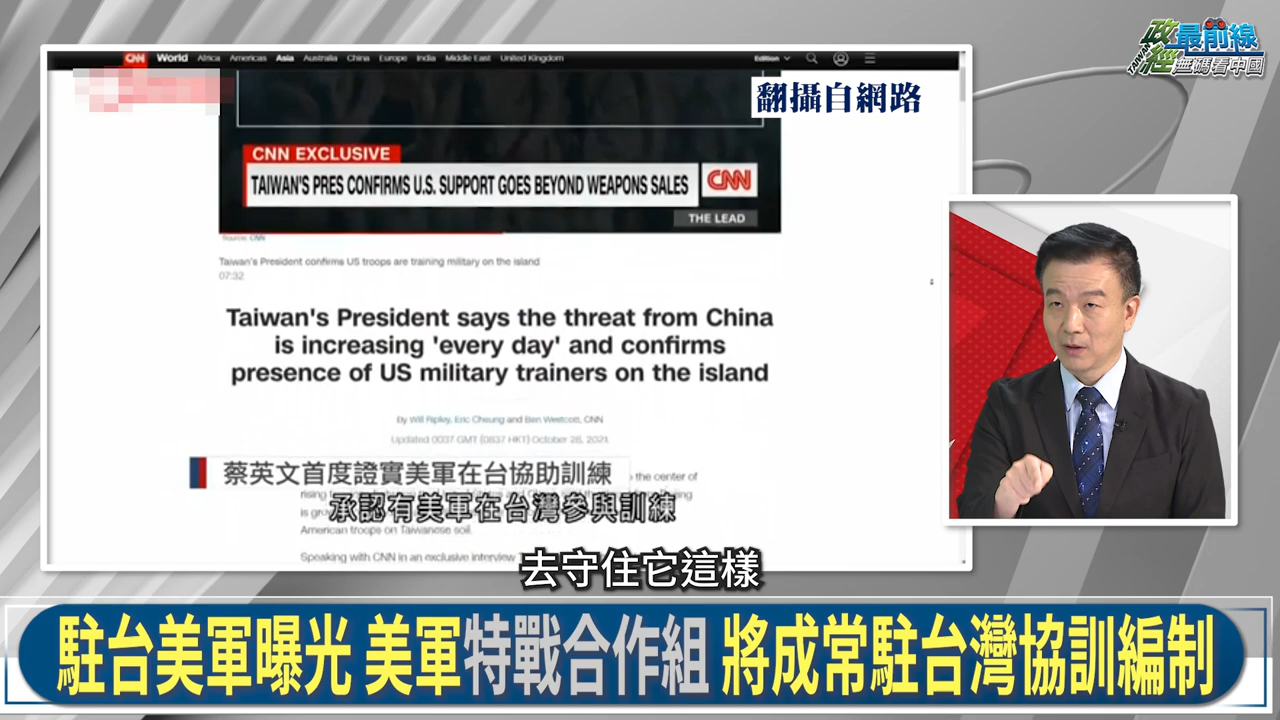 CNN World Africa Americas Asia Australia China Europe India Middle East United Kingdom Edition
政經最前線
無碼看中國
翻攝自網路
CNN EXCLUSIVE
TAIWAN'S PRES CONFIRMS U.S. SUPPORT GOES BEYOND WEAPONS SALES CNN
THE LEAD
Source: CNN
Taiwan's President confirms US troops are training military on the island
07:32
Taiwan's President says the threat from China
is increasing 'every day' and confirms
presence of US military trainers on the island
By Will Ripley, Eric Cheung and Ben Westcott, CNN
Updated 0037 GMT (0837 HKT) October 28, 2021
the center of
蔡英文首度證實美軍在台協助訓練
承認有美軍在台灣參與訓練
American troops on Taiwanese soil.
Speaking with CNN in an exclusive interview
去守住它這樣
駐台美軍曝光 美軍特戰合作組 將成常駐台灣協訓編制